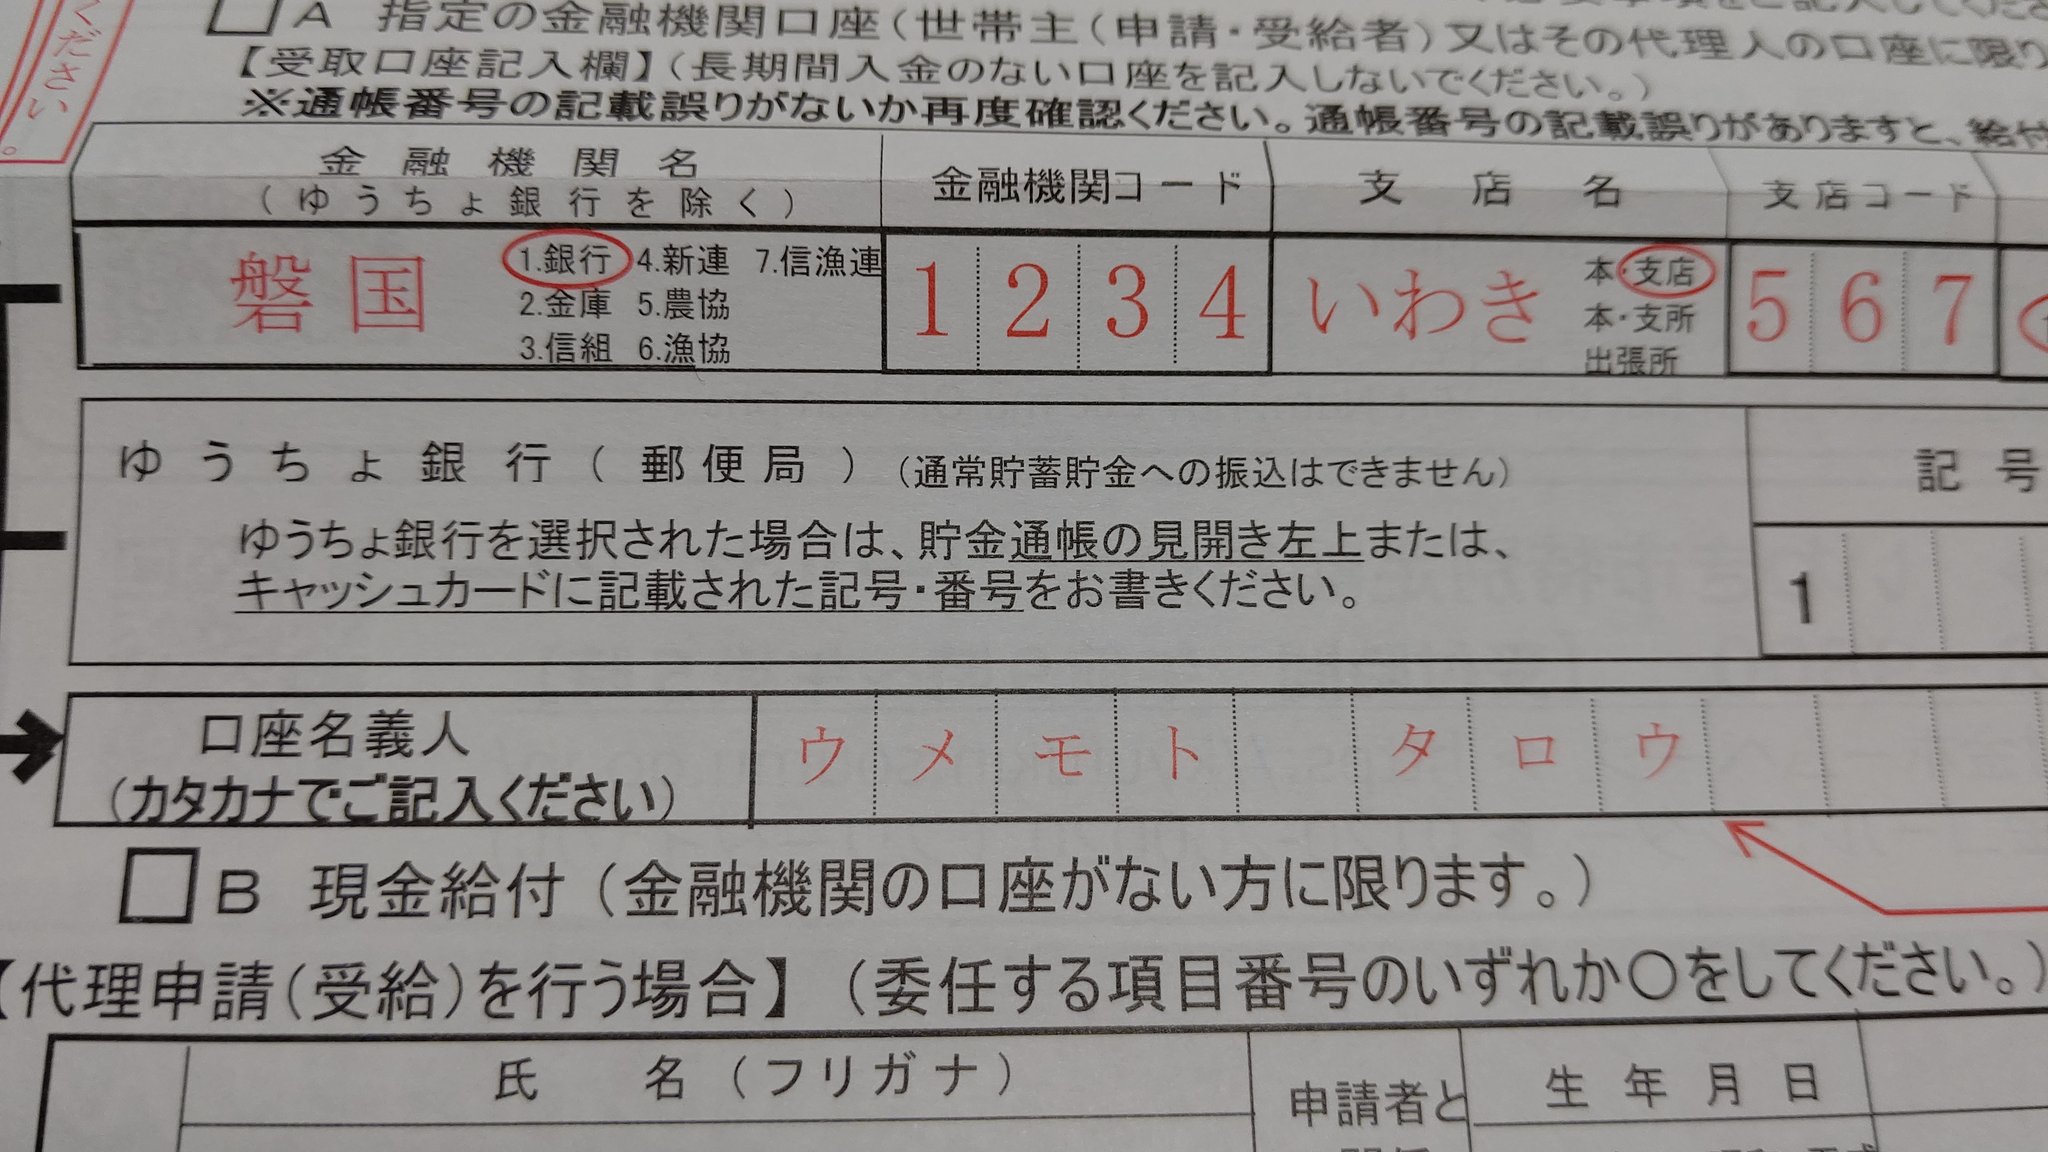 ください。
A 指定の金融機関口座(世帯主(申請・受給者)又はその代理人の口座に限り
【受取口座記入欄】(長期間入金のない口座を記入しないでください。)
※通帳番号の記載誤りがないか再度確認ください。通帳番号の記載誤りがありますと、給付
金融機関名
(ゆうちょ銀行を除く)
金融機関コード
支店名
支店コード
磐国
1.銀行 4.新連 7.信漁連
2.金庫 5.農協
3.信組 6.漁協
1 2 3 4
いわき
本・支店
本・支所
出張所
5 6 7
ゆうちょ銀行(郵便局)(通常貯蓄貯金への振込はできません)
ゆうちょ銀行を選択された場合は、貯金通帳の見開き左上または、
キャッシュカードに記載された記号・番号をお書きください。
記号
1
口座名義人
(カタカナでご記入ください)
ウメモト タロウ
B 現金給付(金融機関の口座がない方に限ります。)
【代理申請(受給)を行う場合】(委任する項目番号のいずれか○をしてください。)
氏名(フリガナ)
申請者と
生年月日